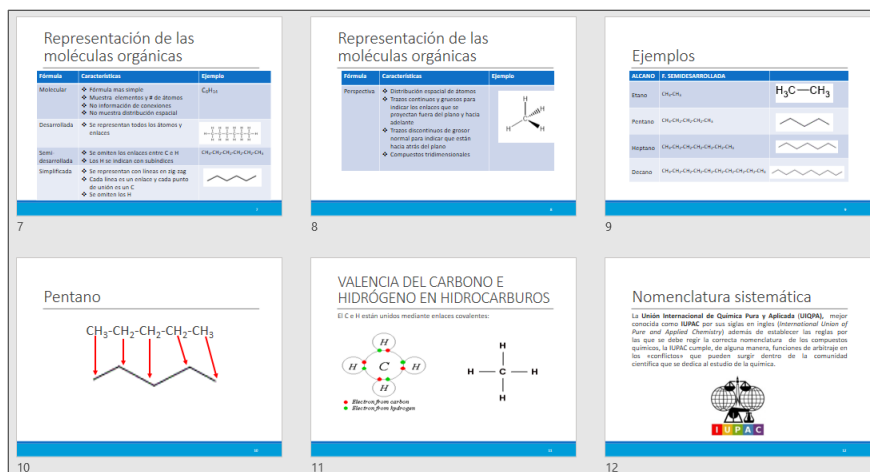 Representación de las
moléculas orgánicas
Fórmula Características Ejemplo
Molecular ❖ Fórmula mas simple C₆H₁₄
❖ Muestra elementos y # de átomos
❖ No información de conexiones
❖ No muestra distribución espacial
Desarrollada ❖ Se representan todos los átomos y
enlaces
Semi- ❖ Se omiten los enlaces entre C e H CH₃-CH₂-CH₂-CH₂-CH₂-CH₃
desarrollada ❖ Los H se indican con subíndices
Simplificada ❖ Se representan con líneas en zig zag
❖ Cada línea es un enlace y cada punto
de unión es un C
❖ Se omiten los H
7
7
Representación de las
moléculas orgánicas
Fórmula Características Ejemplo
Perspectiva ❖ Distribución espacial de átomos
❖ Trazos continuos y gruesos para
indicar los enlaces que se
proyectan fuera del plano y hacia
adelante
❖ Trazos discontinuos de grosor
normal para indicar que están
hacia atrás del plano
❖ Compuestos tridimensionales
H
C
H
H
H
8
8
Ejemplos
ALCANO F. SEMIDESARROLLADA
Etano CH₃-CH₃ H₃C—CH₃
Pentano CH₃-CH₂-CH₂-CH₂-CH₃
Heptano CH₃-CH₂-CH₂-CH₂-CH₂-CH₂-CH₃
Decano CH₃-CH₂-CH₂-CH₂-CH₂-CH₂-CH₂-CH₂-CH₂-CH₃
9
9
Pentano
CH₃-CH₂-CH₂-CH₂-CH₃
10
10
VALENCIA DEL CARBONO E
HIDRÓGENO EN HIDROCARBUROS
El C e H están unidos mediante enlaces covalentes:
H
H C H
H
Electron from carbon
Electron from hydrogen
H
H — C — H
H
11
11
Nomenclatura sistemática
La Unión Internacional de Química Pura y Aplicada (UIQPA), mejor
conocida como IUPAC por sus siglas en ingles (International Union of
Pure and Applied Chemistry) además de establecer las reglas por
las que se debe regir la correcta nomenclatura de los compuestos
químicos, la IUPAC cumple, de alguna manera, funciones de arbitraje en
los «conflictos» que pueden surgir dentro de la comunidad
científica que se dedica al estudio de la química.
I U P A C
12
12